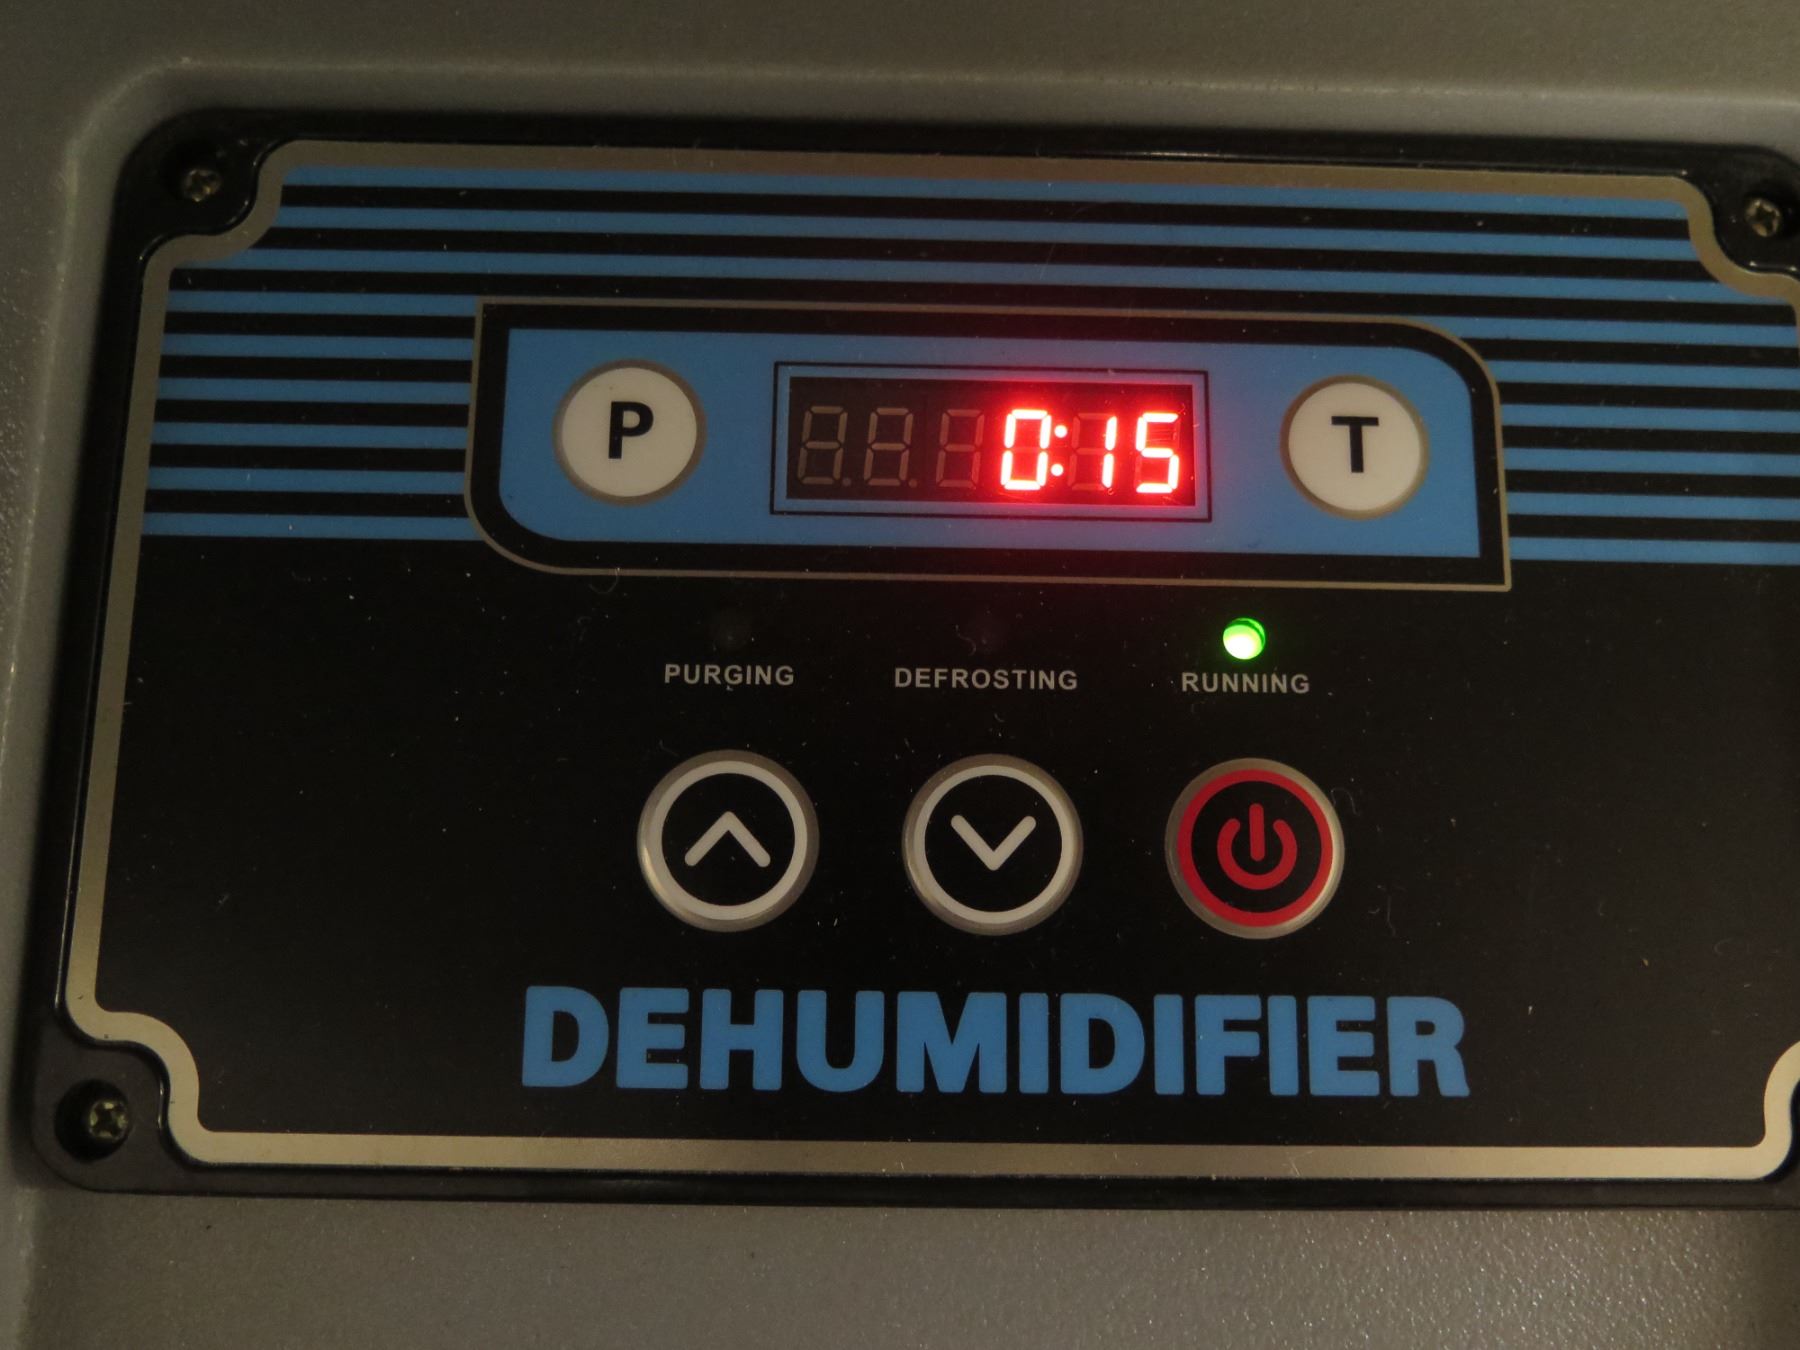 P 0:15 T
PURGING DEFROSTING RUNNING
DEHUMIDIFIER